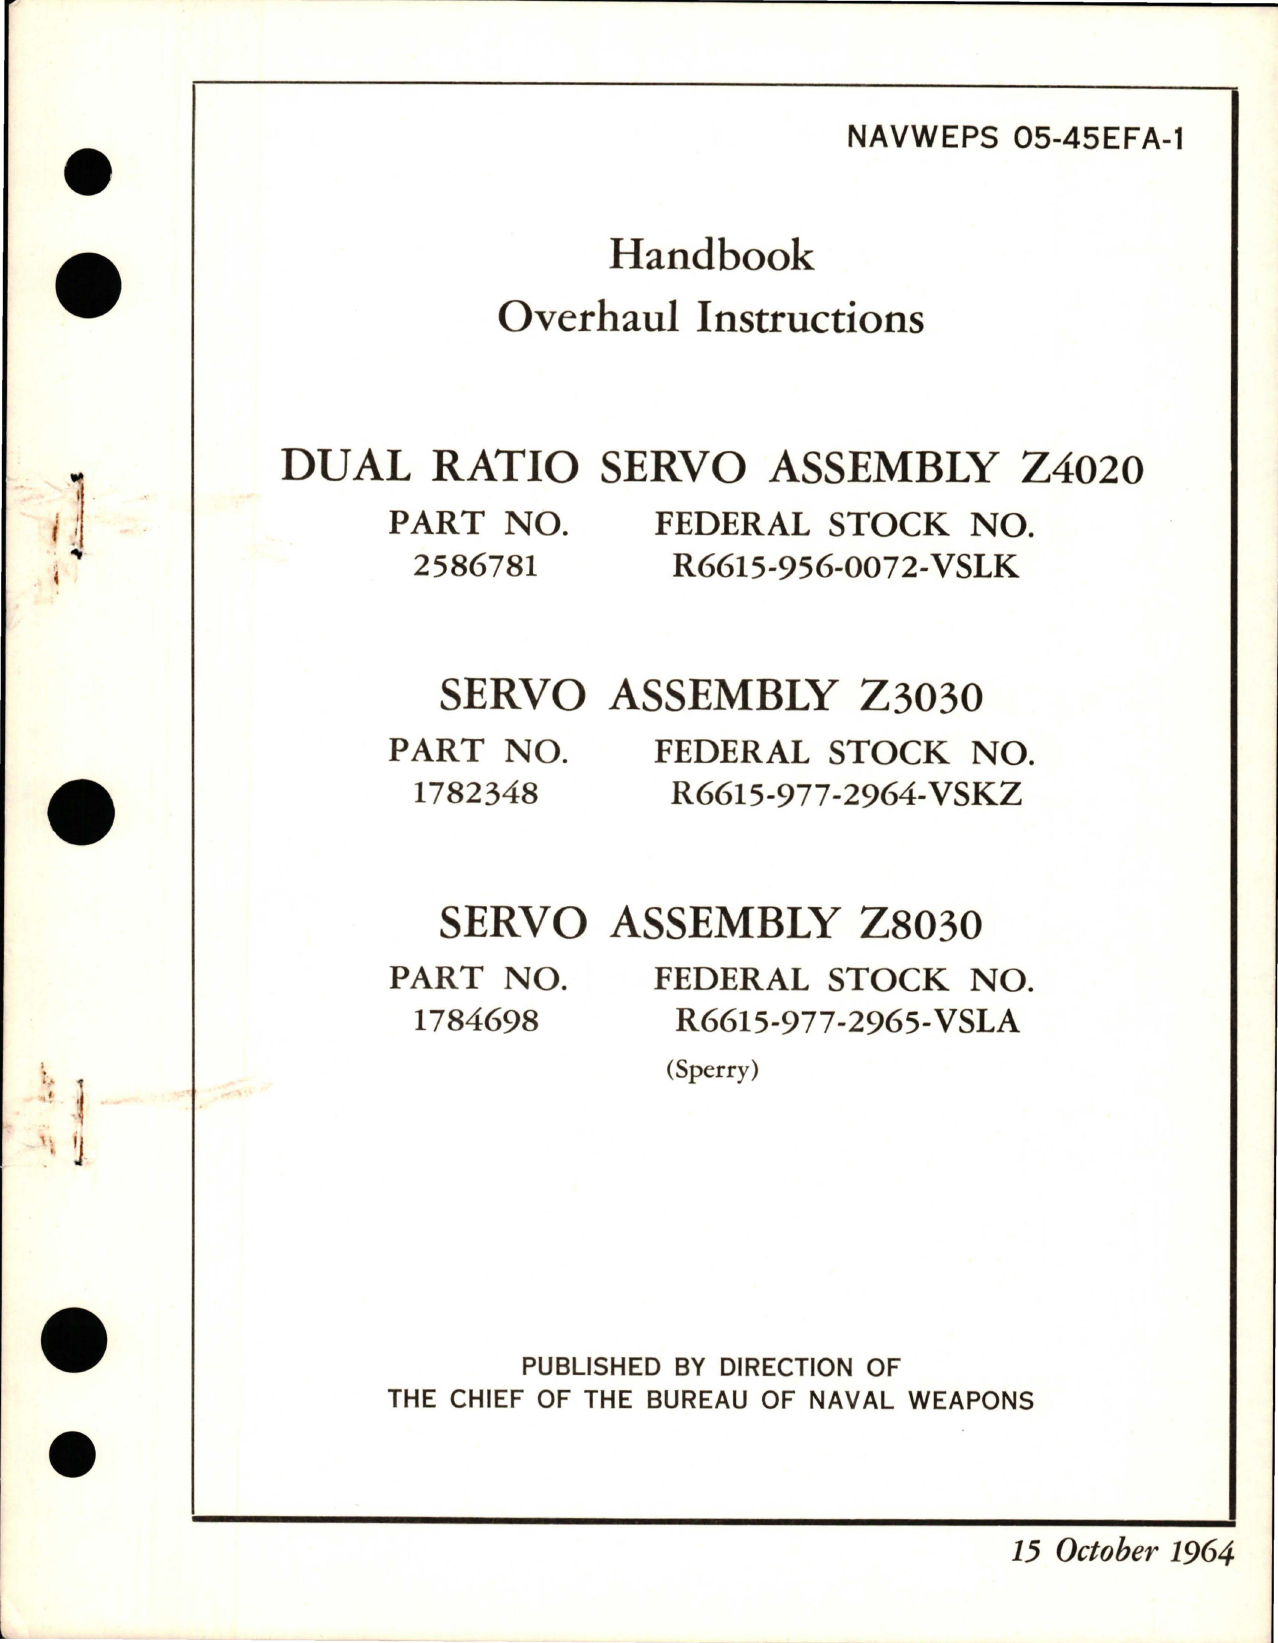 NAVWEPS 05-45EFA-1
Handbook
Overhaul Instructions
DUAL RATIO SERVO ASSEMBLY Z4020
PART NO. FEDERAL STOCK NO.
2586781 R6615-956-0072-VSLK
SERVO ASSEMBLY Z3030
PART NO. FEDERAL STOCK NO.
1782348 R6615-977-2964-VSKZ
SERVO ASSEMBLY Z8030
PART NO. FEDERAL STOCK NO.
1784698 R6615-977-2965-VSLA
(Sperry)
PUBLISHED BY DIRECTION OF
THE CHIEF OF THE BUREAU OF NAVAL WEAPONS
15 October 1964